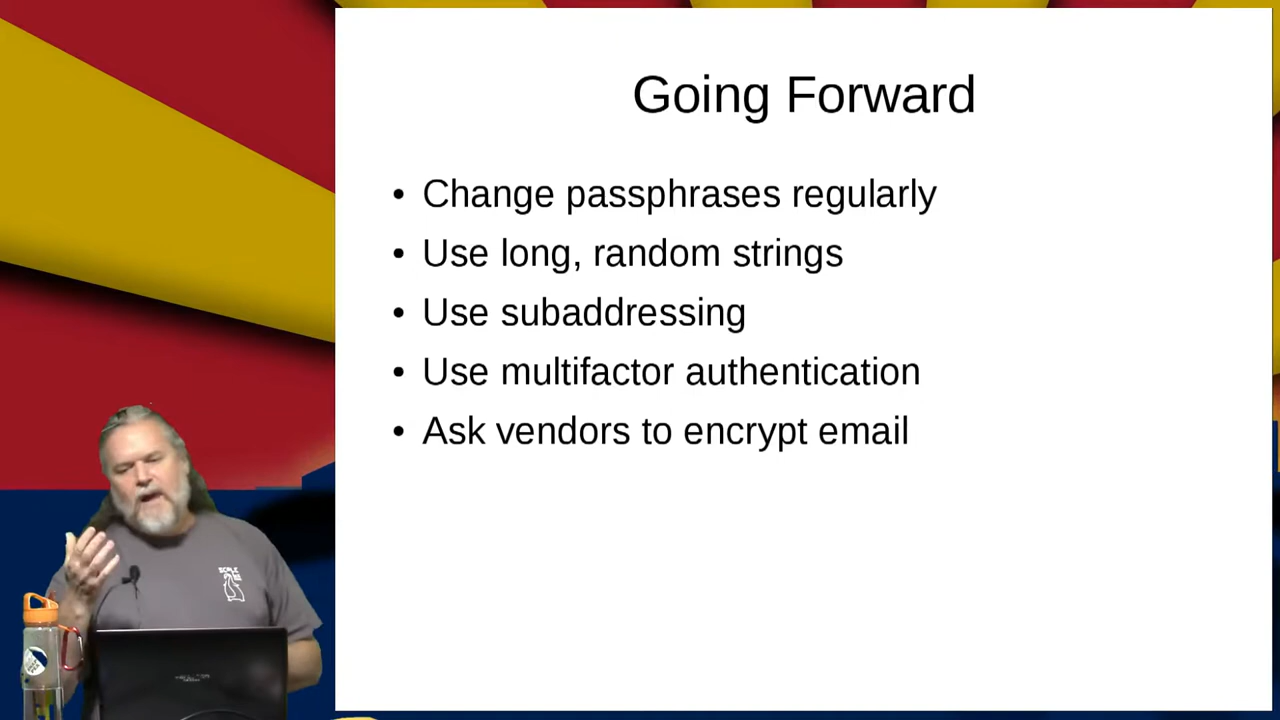 Going Forward
• Change passphrases regularly
• Use long, random strings
• Use subaddressing
• Use multifactor authentication
• Ask vendors to encrypt email